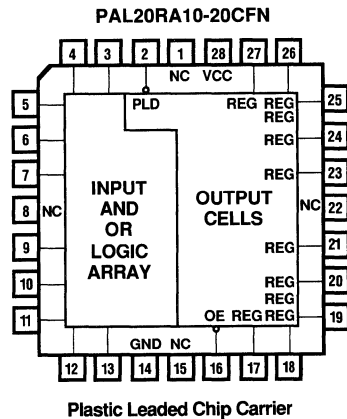 PAL20RA10-20CFN
4 3 2 1 28 27 26
NC VCC
5 PLD REG REG 25
REG
6 REG 24
7 REG 23
INPUT AND OR LOGIC ARRAY
OUTPUT CELLS
8 NC NC 22
9 REG 21
10 REG 20
REG
11 OE REG REG 19
GND NC
12 13 14 15 16 17 18
Plastic Leaded Chip Carrier